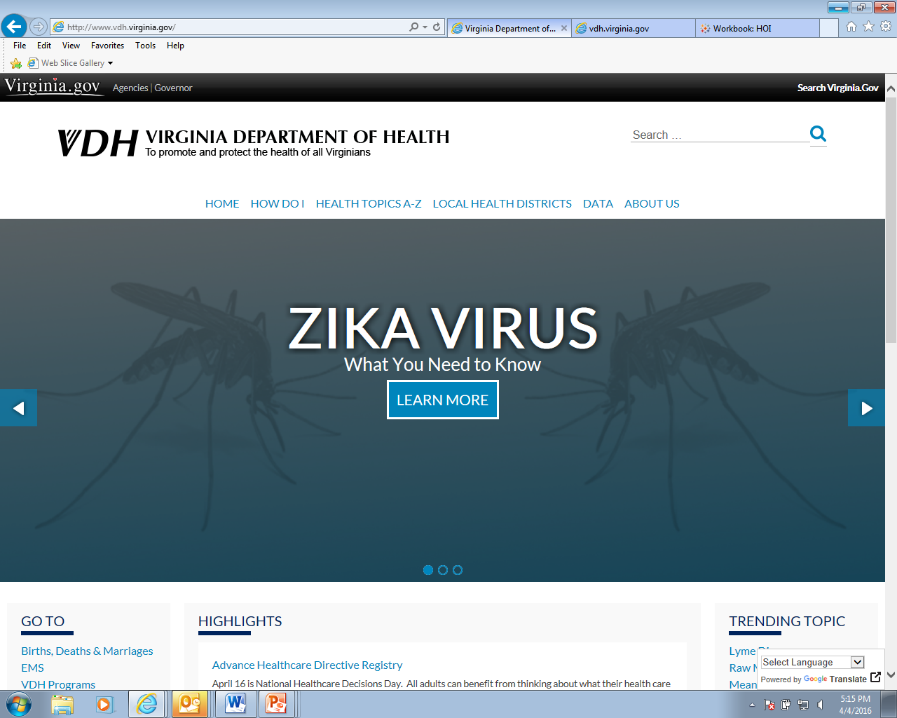 http://www.vdh.virginia.gov/
Virginia Department of...
vdh.virginia.gov
Workbook: HOI
File Edit View Favorites Tools Help
Web Slice Gallery
Virginia.gov Agencies | Governor Search Virginia.Gov
VDH VIRGINIA DEPARTMENT OF HEALTH
To promote and protect the health of all Virginians
Search ...
HOME HOW DO I HEALTH TOPICS A-Z LOCAL HEALTH DISTRICTS DATA ABOUT US
ZIKA VIRUS
What You Need to Know
LEARN MORE
GO TO
Births, Deaths & Marriages
EMS
VDH Programs
HIGHLIGHTS
Advance Healthcare Directive Registry
April 16 is National Healthcare Decisions Day. All adults can benefit from thinking about what their health care
TRENDING TOPIC
Lyme
Raw
Mean
Select Language
Powered by Google Translate
5:15 PM
4/4/2016